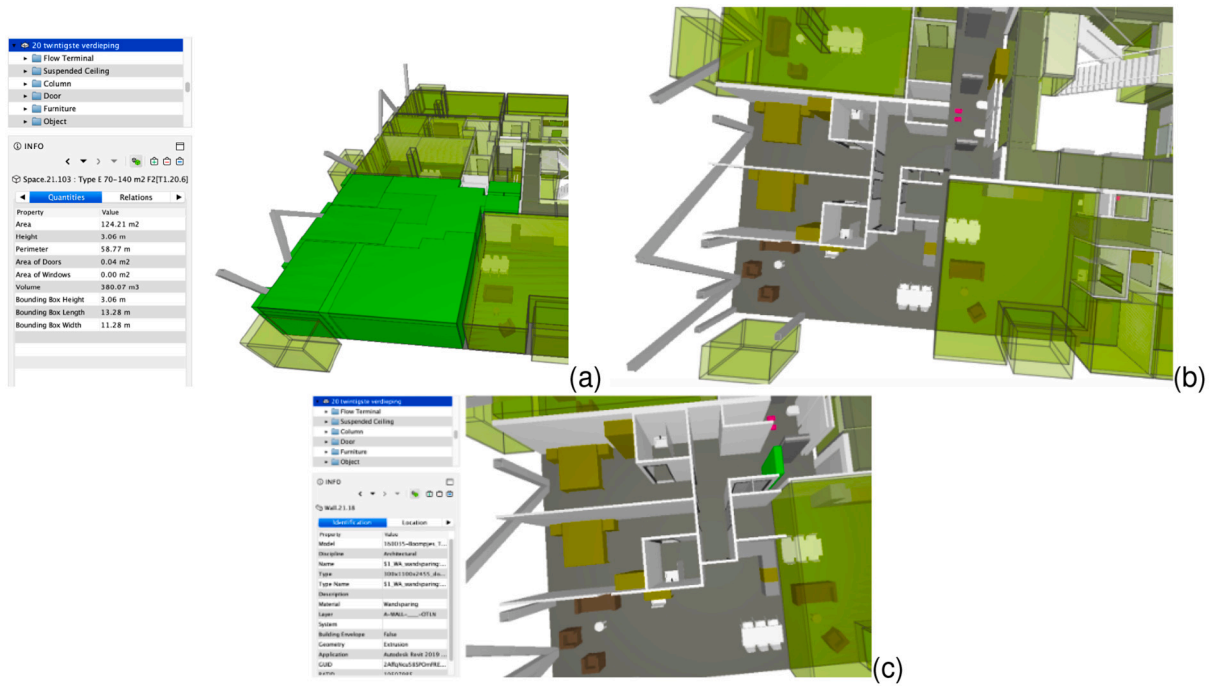 20 twintigste verdieping
Flow Terminal
Suspended Ceiling
Column
Door
Furniture
Object
INFO
Space.21.103 : Type E 70-140 m2 F2[T1.20.6]
Quantities Relations
Property Value
Area 124.21 m2
Height 3.06 m
Perimeter 58.77 m
Area of Doors 0.04 m2
Area of Windows 0.00 m2
Volume 380.07 m3
Bounding Box Height 3.06 m
Bounding Box Length 13.28 m
Bounding Box Width 11.28 m
(a)
(b)
20 twintigste verdieping
Flow Terminal
Suspended Ceiling
Column
Door
Furniture
Object
INFO
Wall.21.18
Identification Location
Property Value
Model
Discipline Architectural
Name
Type
Type Name
Description
Material Wandsparing
Layer
System
Building Envelope False
Geometry Extrusion
Application Autodesk Revit 2019 ...
GUID
(c)